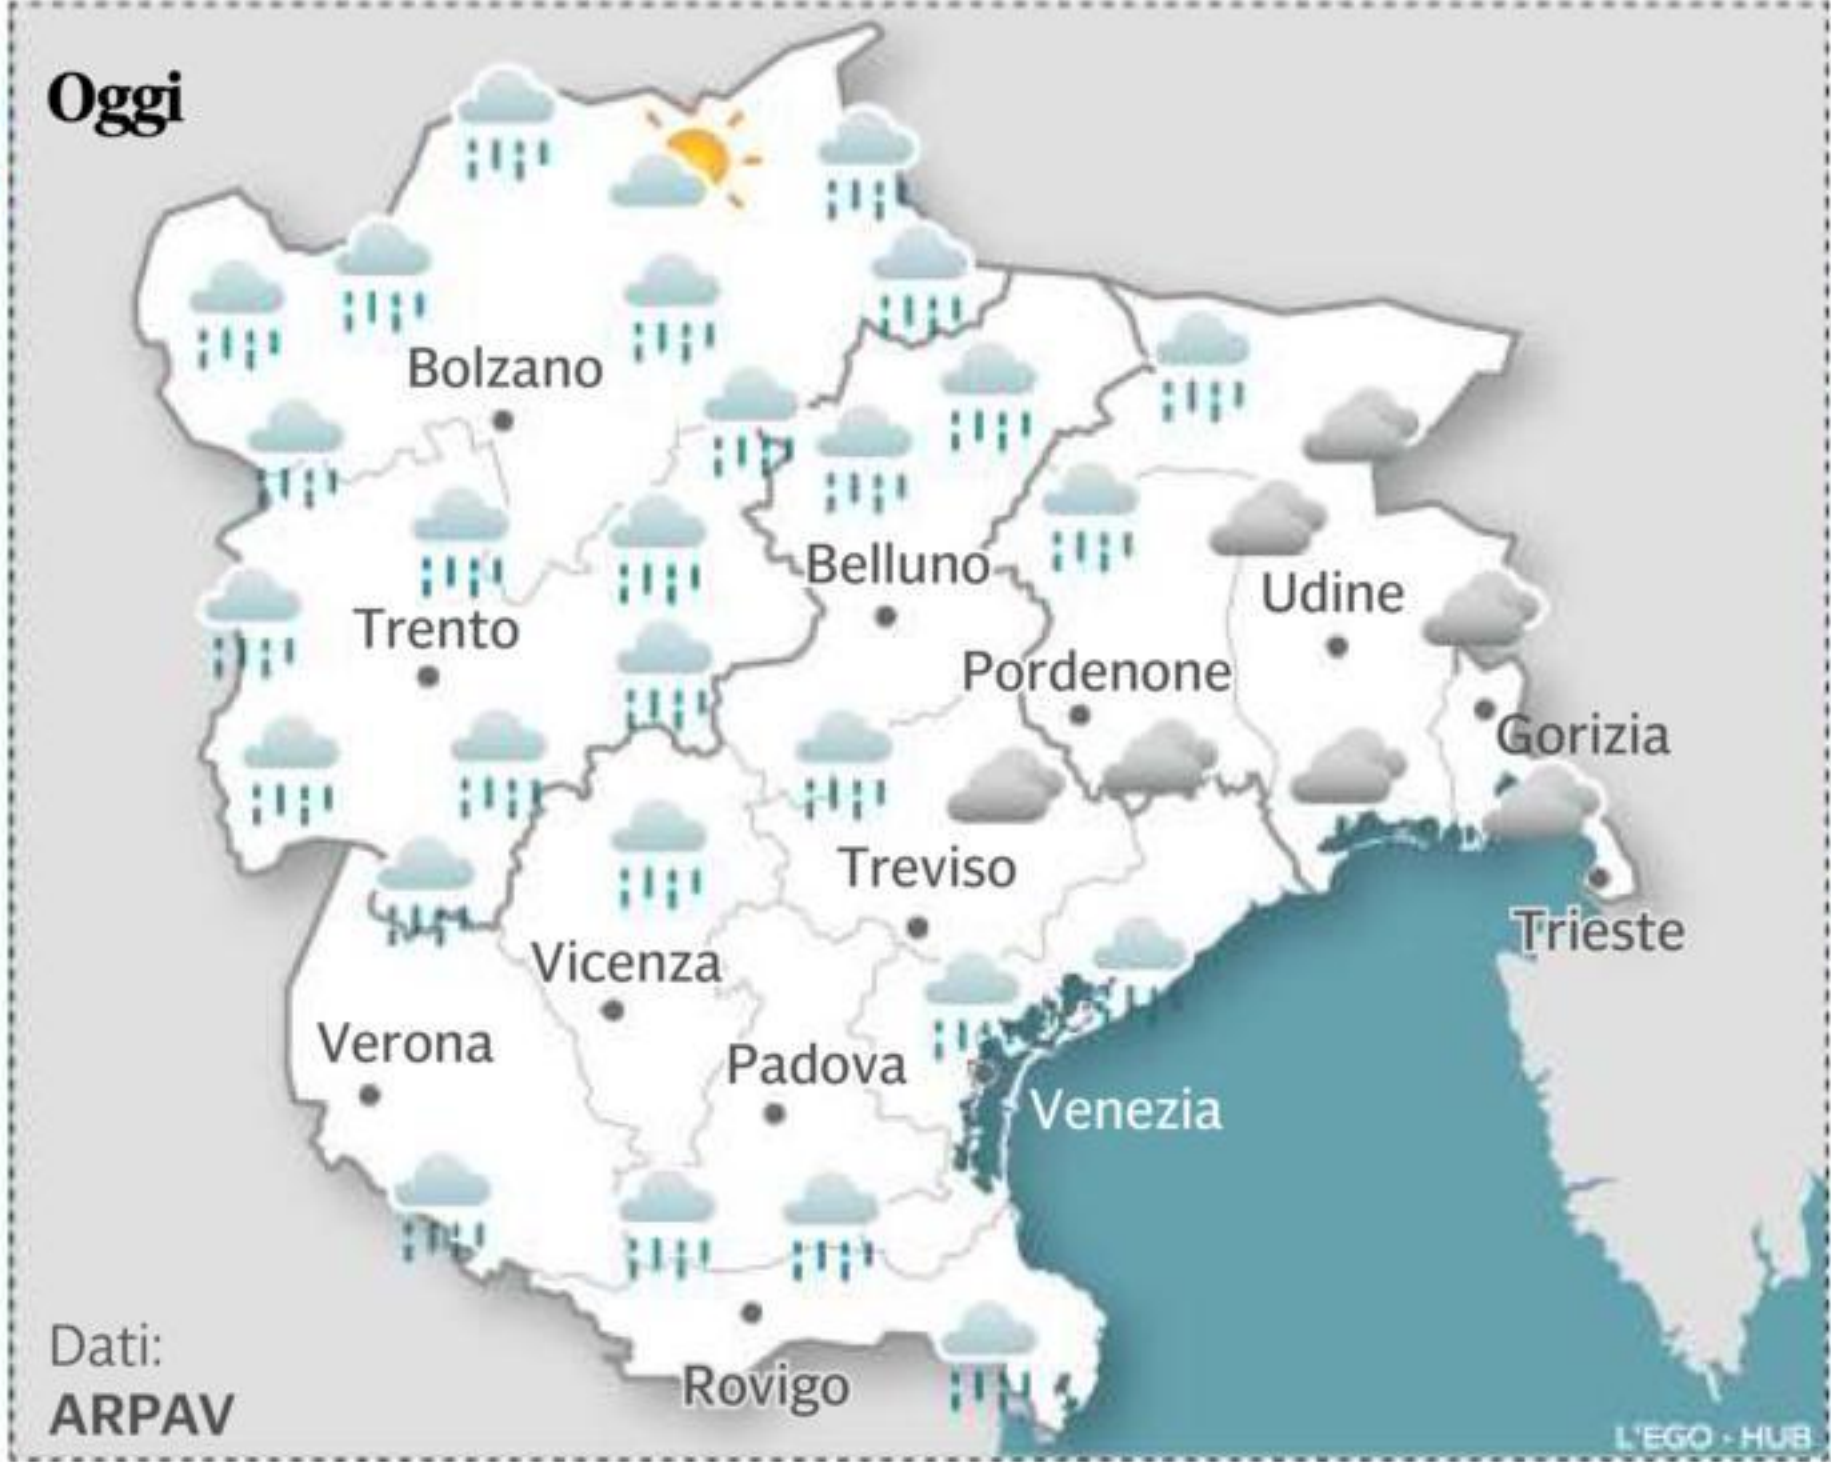 Oggi
Bolzano
Belluno
Udine
Trento
Pordenone
Gorizia
Treviso
Trieste
Vicenza
Verona
Padova
Venezia
Rovigo
Dati:
ARPAV
L'EGO - HUB